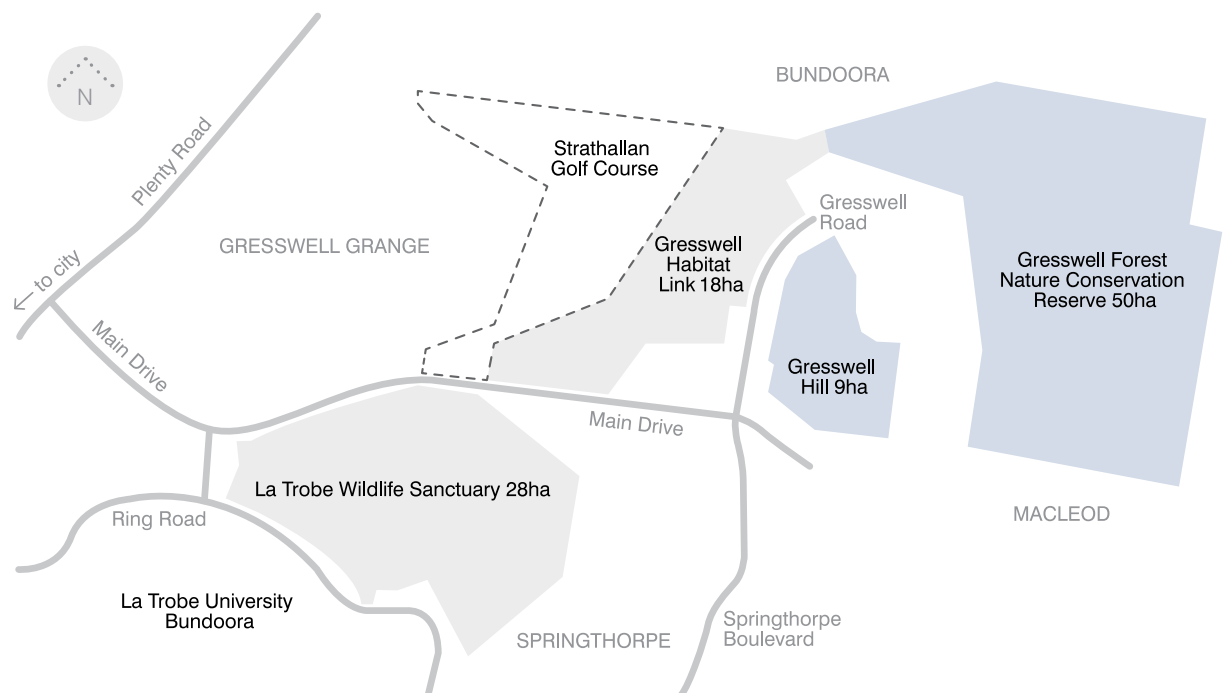 N
BUNDOORA
Plenty Road
Strathallan
Golf Course
Gresswell
Road
GRESSWELL GRANGE
Gresswell
Habitat
Link 18ha
Gresswell Forest
Nature Conservation
Reserve 50ha
← to city
Main Drive
Gresswell
Hill 9ha
Main Drive
La Trobe Wildlife Sanctuary 28ha
Ring Road
MACLEOD
La Trobe University
Bundoora
SPRINGTHORPE
Springthorpe
Boulevard